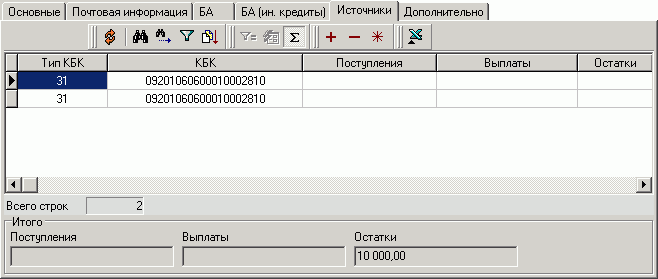 Основные Почтовая информация БА БА (ин. кредиты) Источники Дополнительно
Тип КБК КБК Поступления Выплаты Остатки
31 09201060600010002810
31 09201060600010002810
Всего строк 2
Итого
Поступления Выплаты Остатки
10 000,00